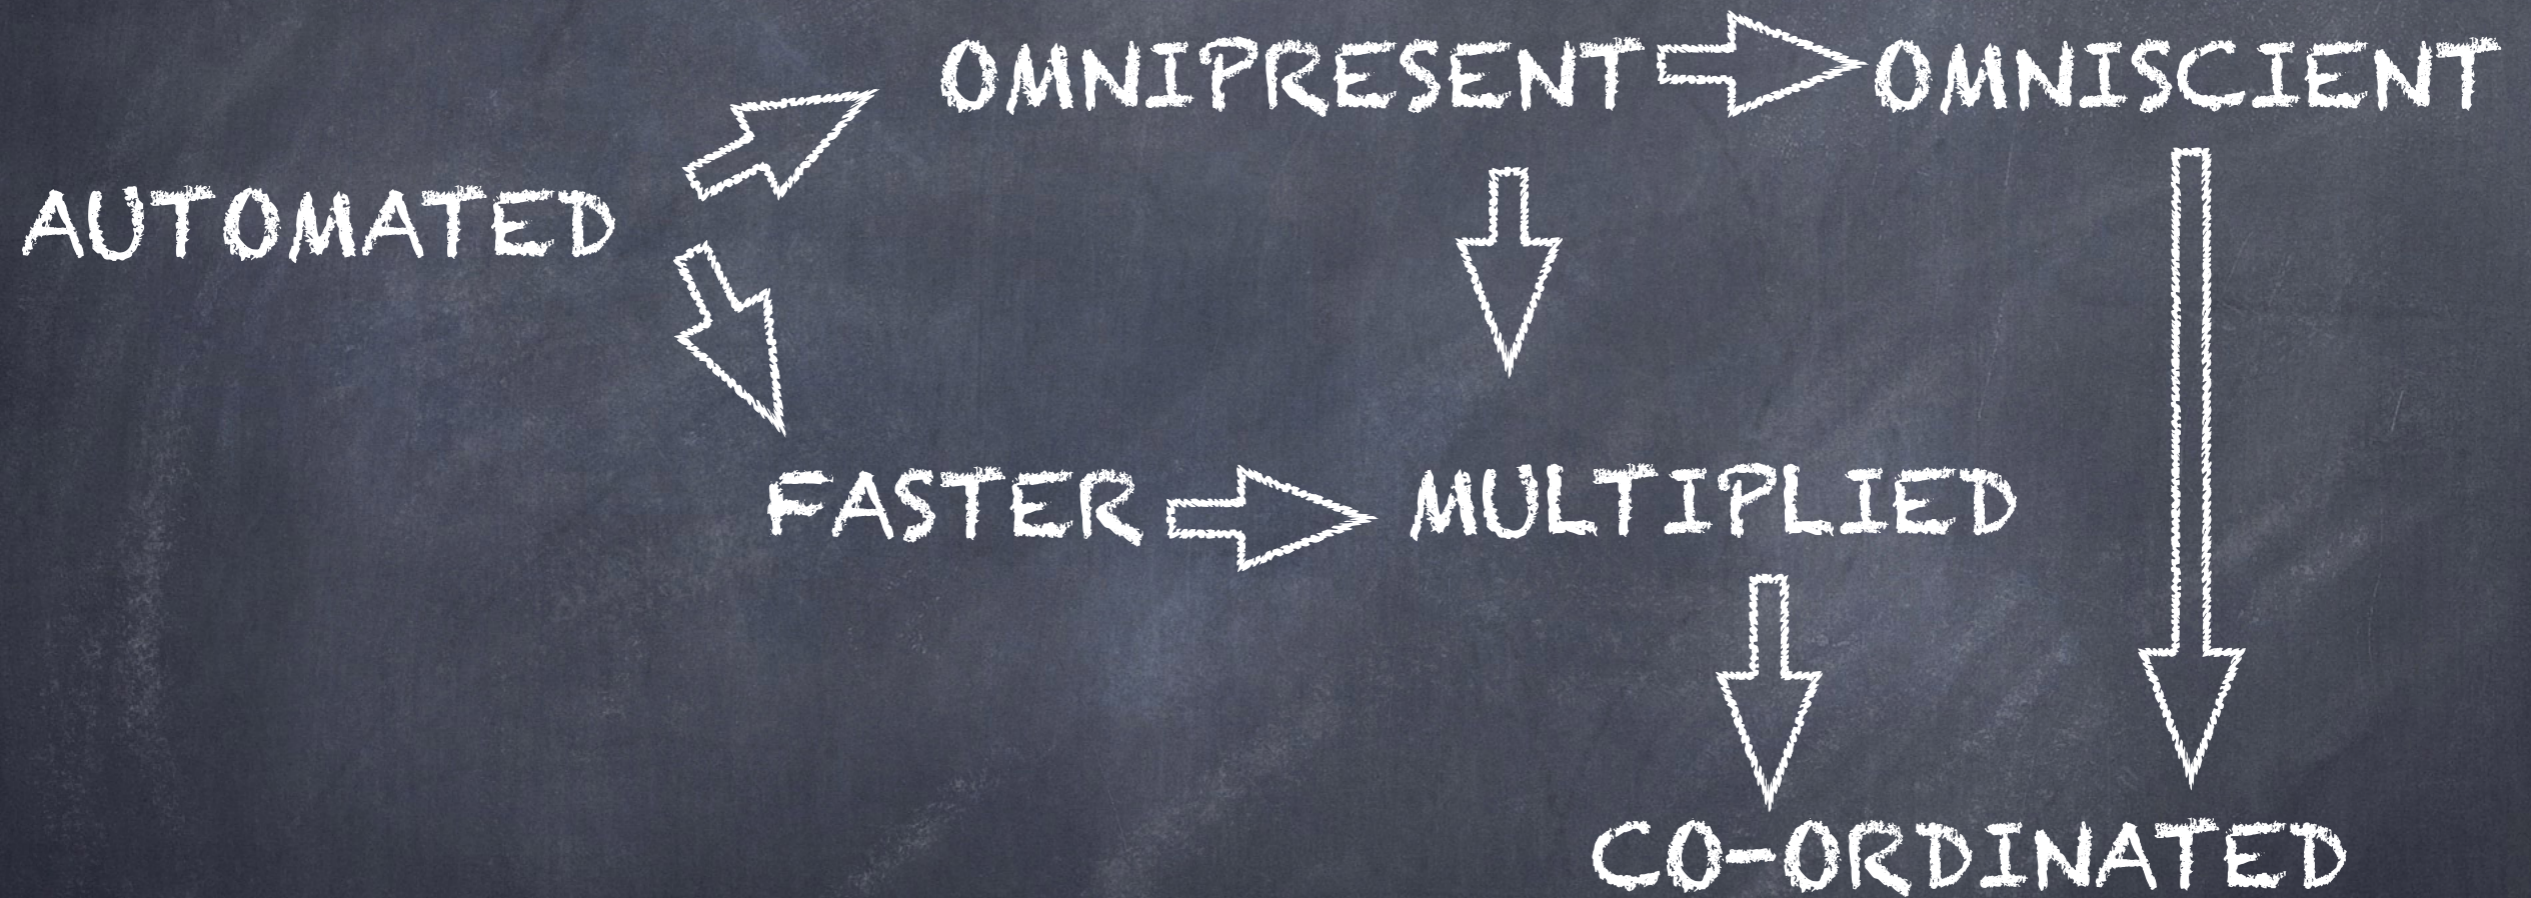 OMNIPRESENT OMNISCIENT
AUTOMATED
FASTER MULTIPLIED
CO-ORDINATED